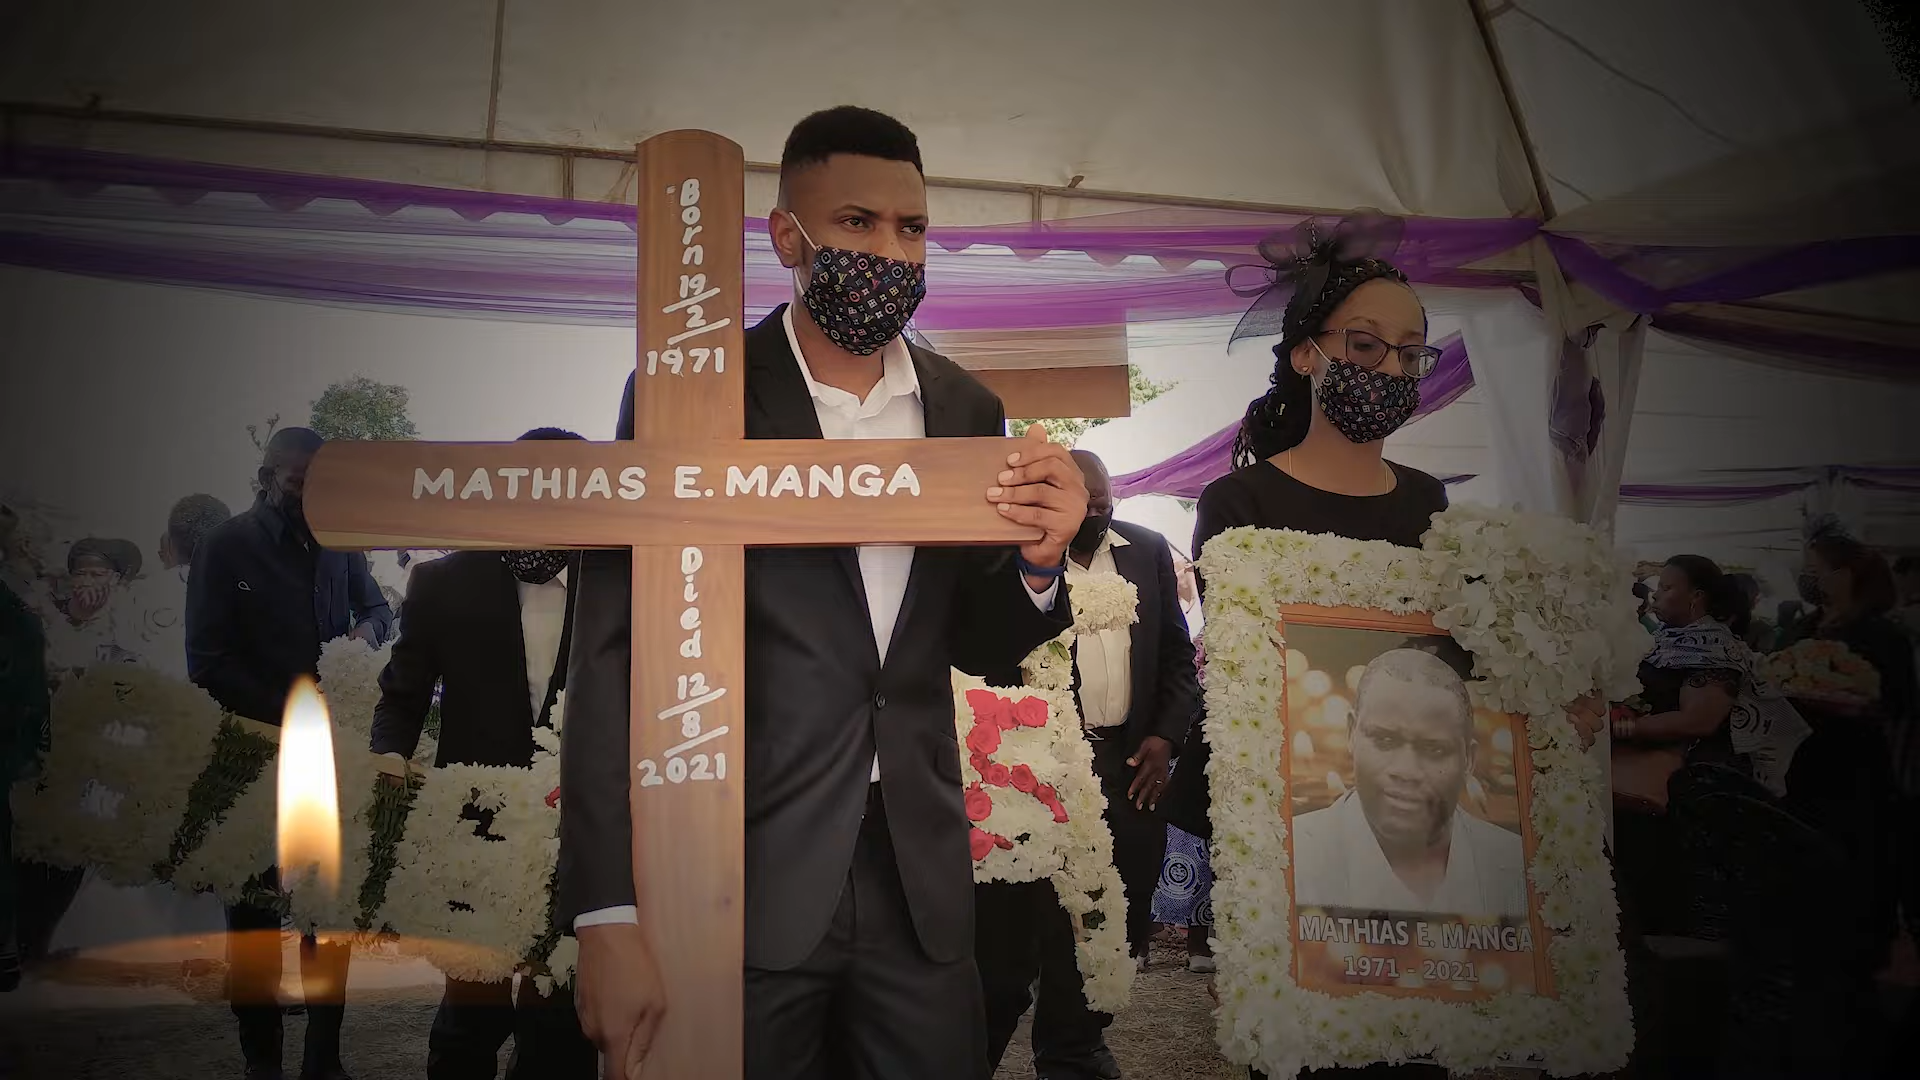 Born 19/2/
1971
MATHIAS E. MANGA
Died 12/8/
2021
MATHIAS E. MANGA
1971 - 2021